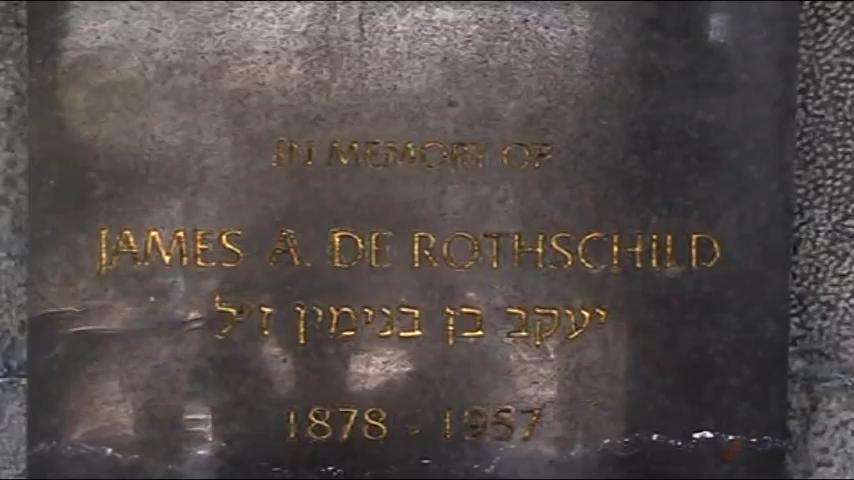 IN MEMORY OF
JAMES A. DE ROTHSCHILD
יעקב בן בנימין ז״ל
1878 - 1957